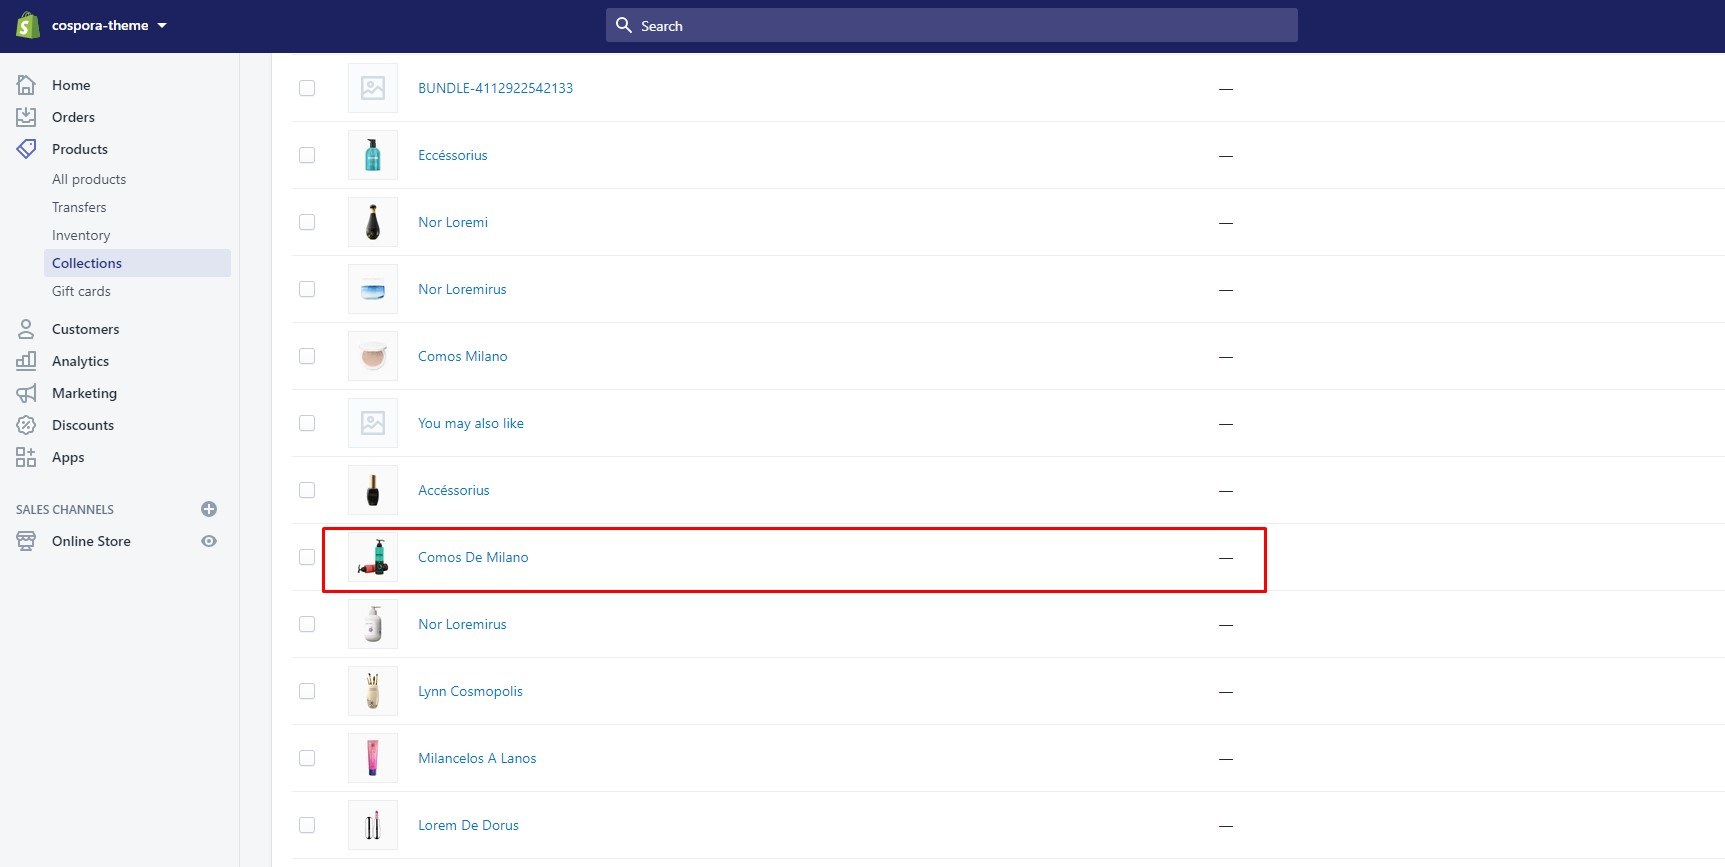 cospora-theme
Search
Home
Orders
Products
All products
Transfers
Inventory
Collections
Gift cards
Customers
Analytics
Marketing
Discounts
Apps
SALES CHANNELS
Online Store
BUNDLE-4112922542133 —
Eccéssorius —
Nor Loremi —
Nor Loremirus —
Comos Milano —
You may also like —
Accéssorius —
Comos De Milano —
Nor Loremirus —
Lynn Cosmopolis —
Milancelos A Lanos —
Lorem De Dorus —